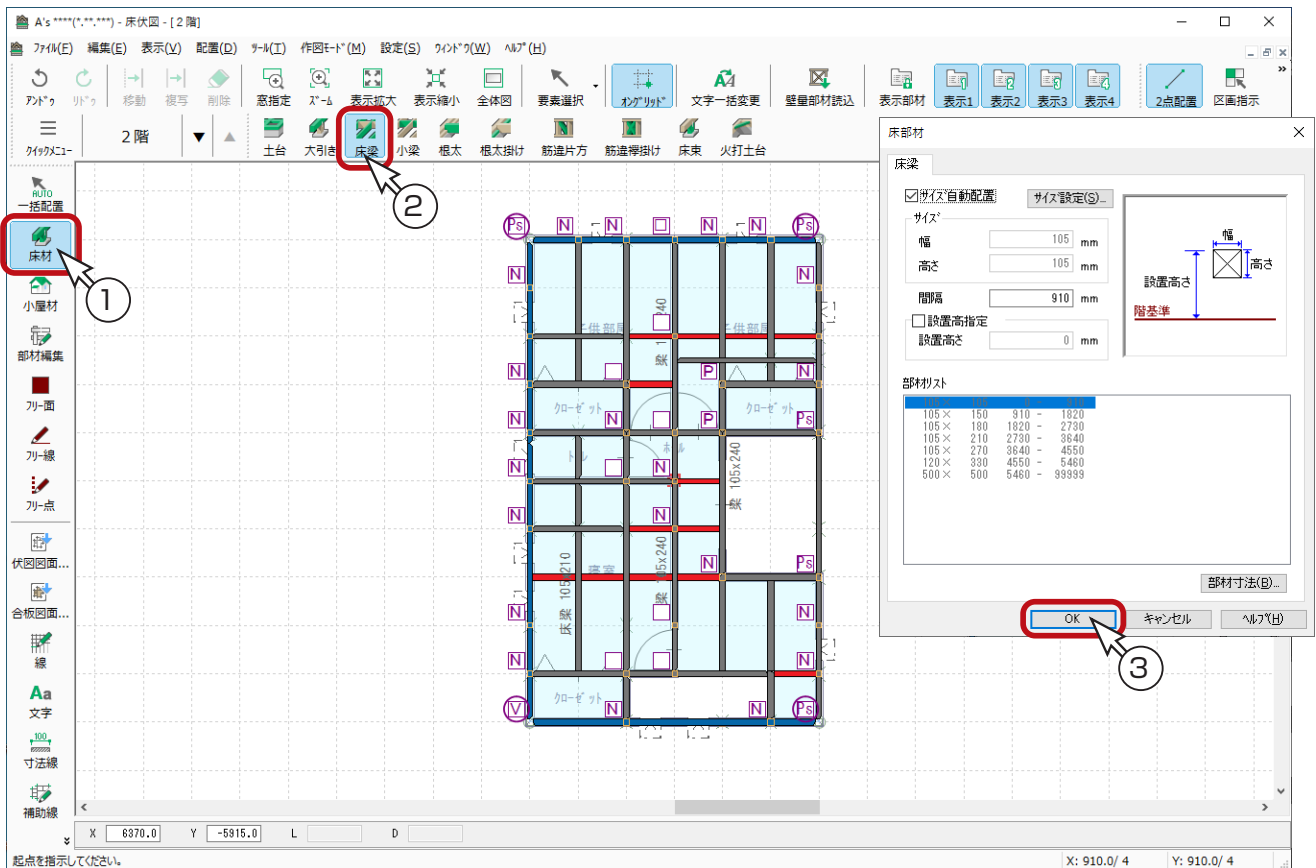 A's ****(*.**.***) - 床伏図 - [２階]
ﾌｧｲﾙ(F) 編集(E) 表示(V) 配置(D) ﾂｰﾙ(T) 作図ﾓｰﾄﾞ(M) 設定(S) ｳｨﾝﾄﾞｳ(W) ﾍﾙﾌﾟ(H)
ｱﾝﾄﾞｩ ﾘﾄﾞｩ 移動 複写 削除 窓指定 ｽﾞｰﾑ 表示拡大 表示縮小 全体図 要素選択 ｵﾝｸﾞﾘｯﾄﾞ 文字一括変更 壁量部材読込 表示部材 表示1 表示2 表示3 表示4 2点配置 区画指示
ｸｲｯｸﾒﾆｭｰ 2 階 ▼ ▲ 土台 大引き 床梁 小梁 根太 根太掛け 筋違片方 筋違襷掛け 床束 火打土台
AUTO
一括配置
床材
小屋材
部材編集
ﾌﾘｰ面
ﾌﾘｰ線
ﾌﾘｰ点
伏図図面...
合板図面...
線
Aa
文字
100
寸法線
補助線
①
②
Ps N N N N Ps
N N
子供部屋 子供部屋
N P N
ｸﾛｰｾﾞｯﾄ N P ｸﾛｰｾﾞｯﾄ Ps
ﾎｰﾙ
N N
N N
床梁 105x210
梁 105x240
梁 105x240
寝室
N Ps
N N
N N
ｸﾛｰｾﾞｯﾄ
V N N Ps
床部材
床梁
サイズ自動配置 サイズ設定(S)...
サイズ
幅 105 mm
高さ 105 mm
間隔 910 mm
設置高指定
設置高さ 0 mm
幅
高さ
設置高さ
階基準
部材リスト
105× 150 910 - 1820
105× 180 1820 - 2730
105× 210 2730 - 3640
105× 270 3640 - 4550
120× 330 4550 - 5460
500× 500 5460 - 99999
部材寸法(B)...
OK キャンセル ﾍﾙﾌﾟ(H)
③
X 6370.0 Y -5915.0 L D
起点を指示してください。 X: 910.0/ 4 Y: 910.0/ 4